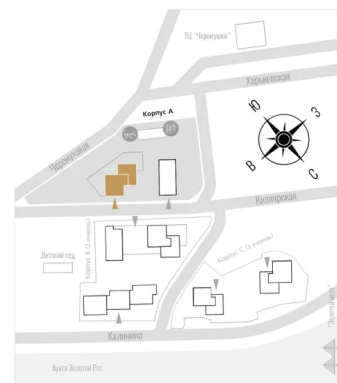 ТЦ "Черемушки"
Харьковская
Корпус А
Ю
З
В
С
Черемуховая
Кизлярская
Детский сад
Корпус В (2 очередь)
Корпус С (3 очередь)
Калинина
бухта Золотой Рог